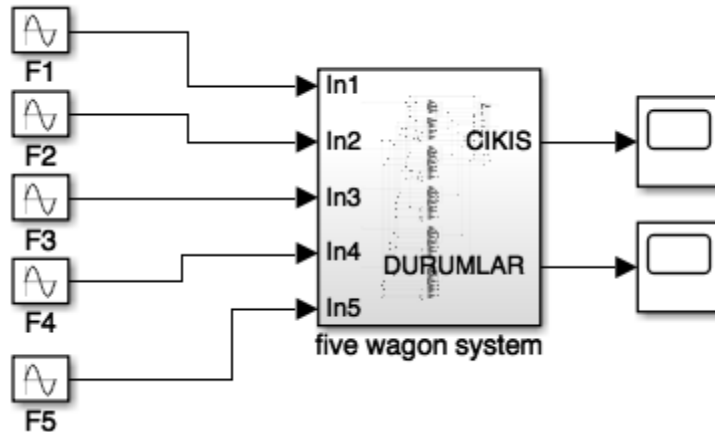 F1
F2
F3
F4
F5
In1
In2
In3
In4
In5
CIKIS
DURUMLAR
five wagon system